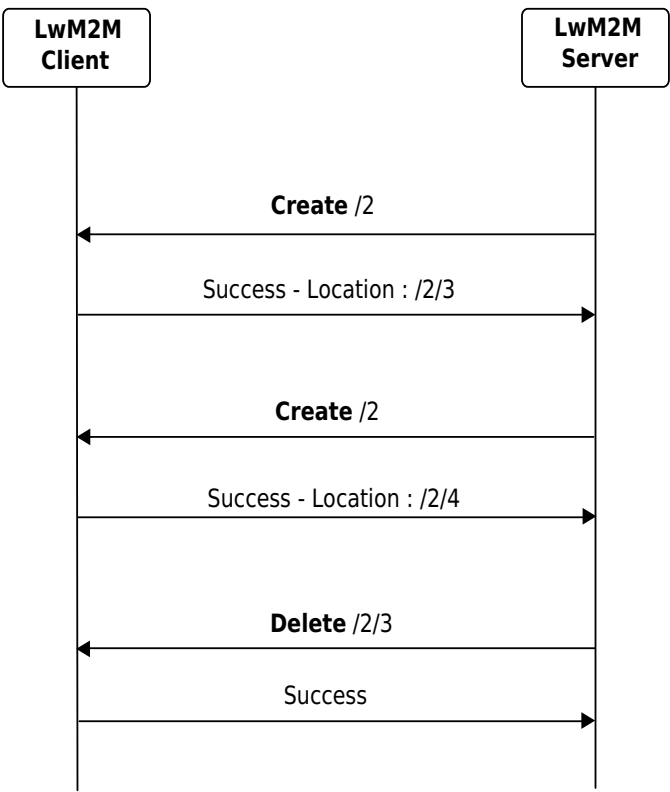 LwM2M
Client
LwM2M
Server
Create /2
Success - Location : /2/3
Create /2
Success - Location : /2/4
Delete /2/3
Success